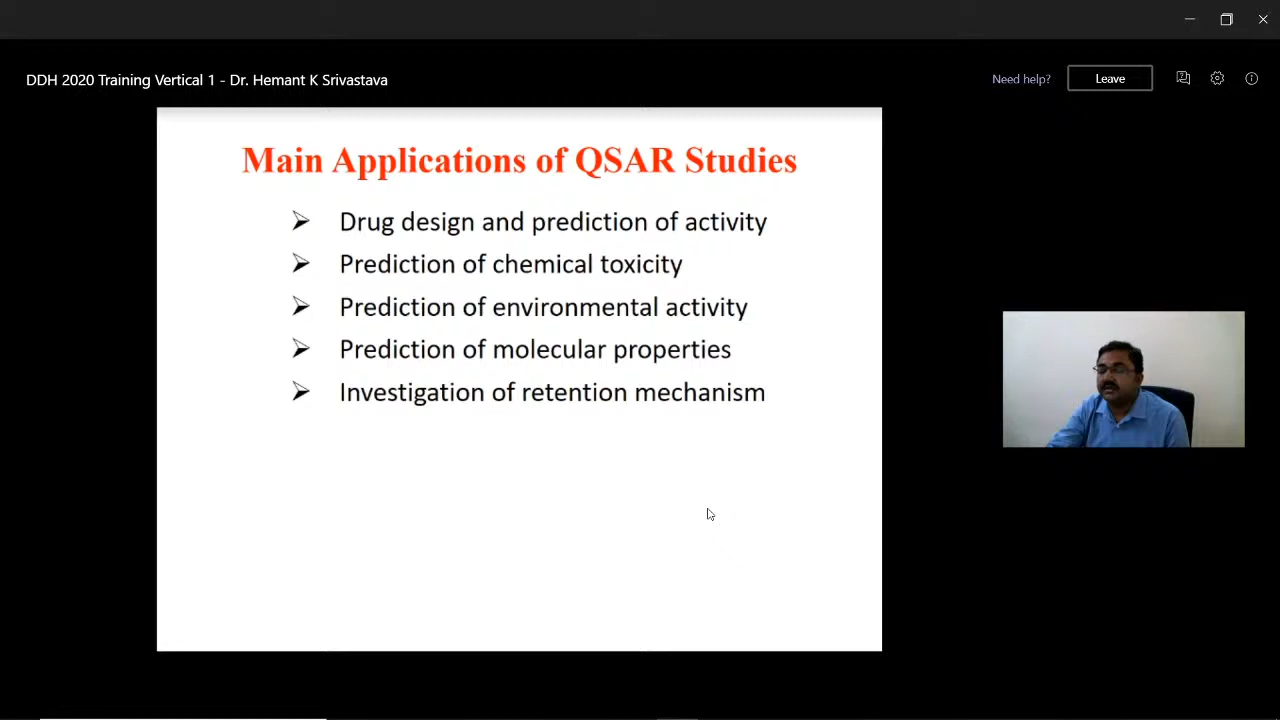 DDH 2020 Training Vertical 1 - Dr. Hemant K Srivastava
Need help?
Leave
Main Applications of QSAR Studies
Drug design and prediction of activity
Prediction of chemical toxicity
Prediction of environmental activity
Prediction of molecular properties
Investigation of retention mechanism